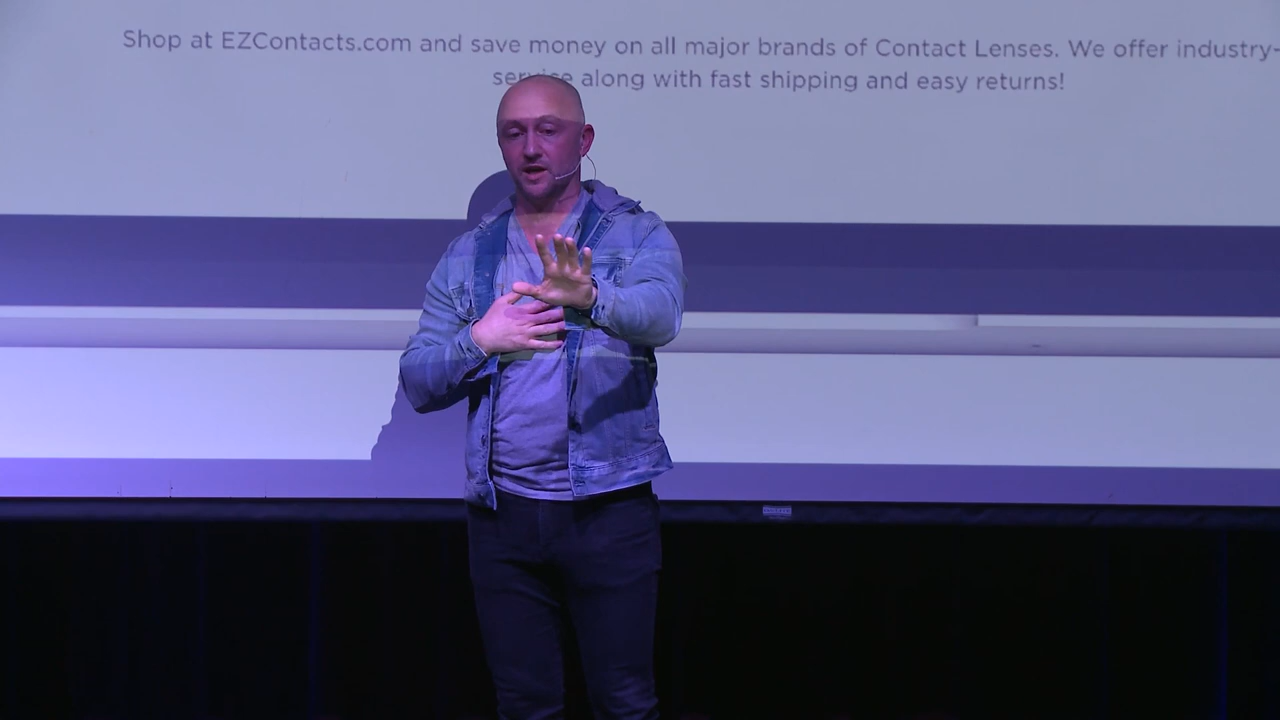 Shop at EZContacts.com and save money on all major brands of Contact Lenses. We offer industry-
service along with fast shipping and easy returns!